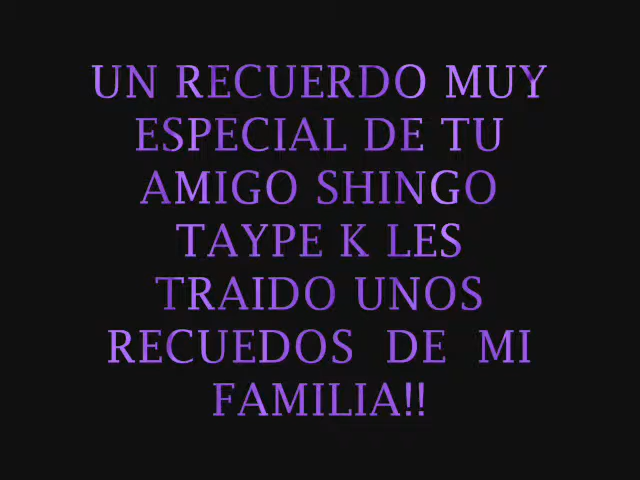 UN RECUERDO MUY
ESPECIAL DE TU
AMIGO SHINGO
TAYPE K LES
TRAIDO UNOS
RECUEDOS DE MI
FAMILIA!!